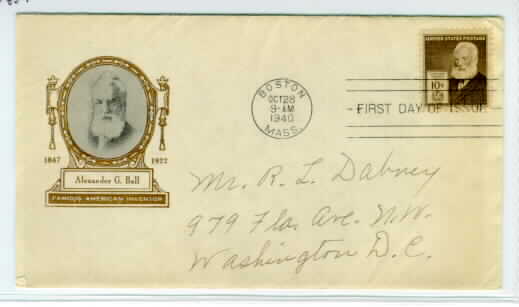 UNITED STATES POSTAGE
10¢
BOSTON
OCT 28
9-AM
1940
MASS.
FIRST DAY OF ISSUE
1847 1922
Alexander G. Bell
FAMOUS AMERICAN INVENTOR
Mr. R. L. Dabney
979 Fla. Ave. N.W.
Washington D.C.